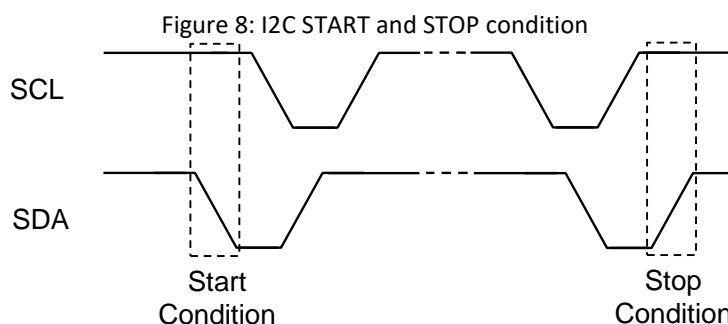 Figure 8: I2C START and STOP condition
SCL
SDA
Start
Condition
Stop
Condition